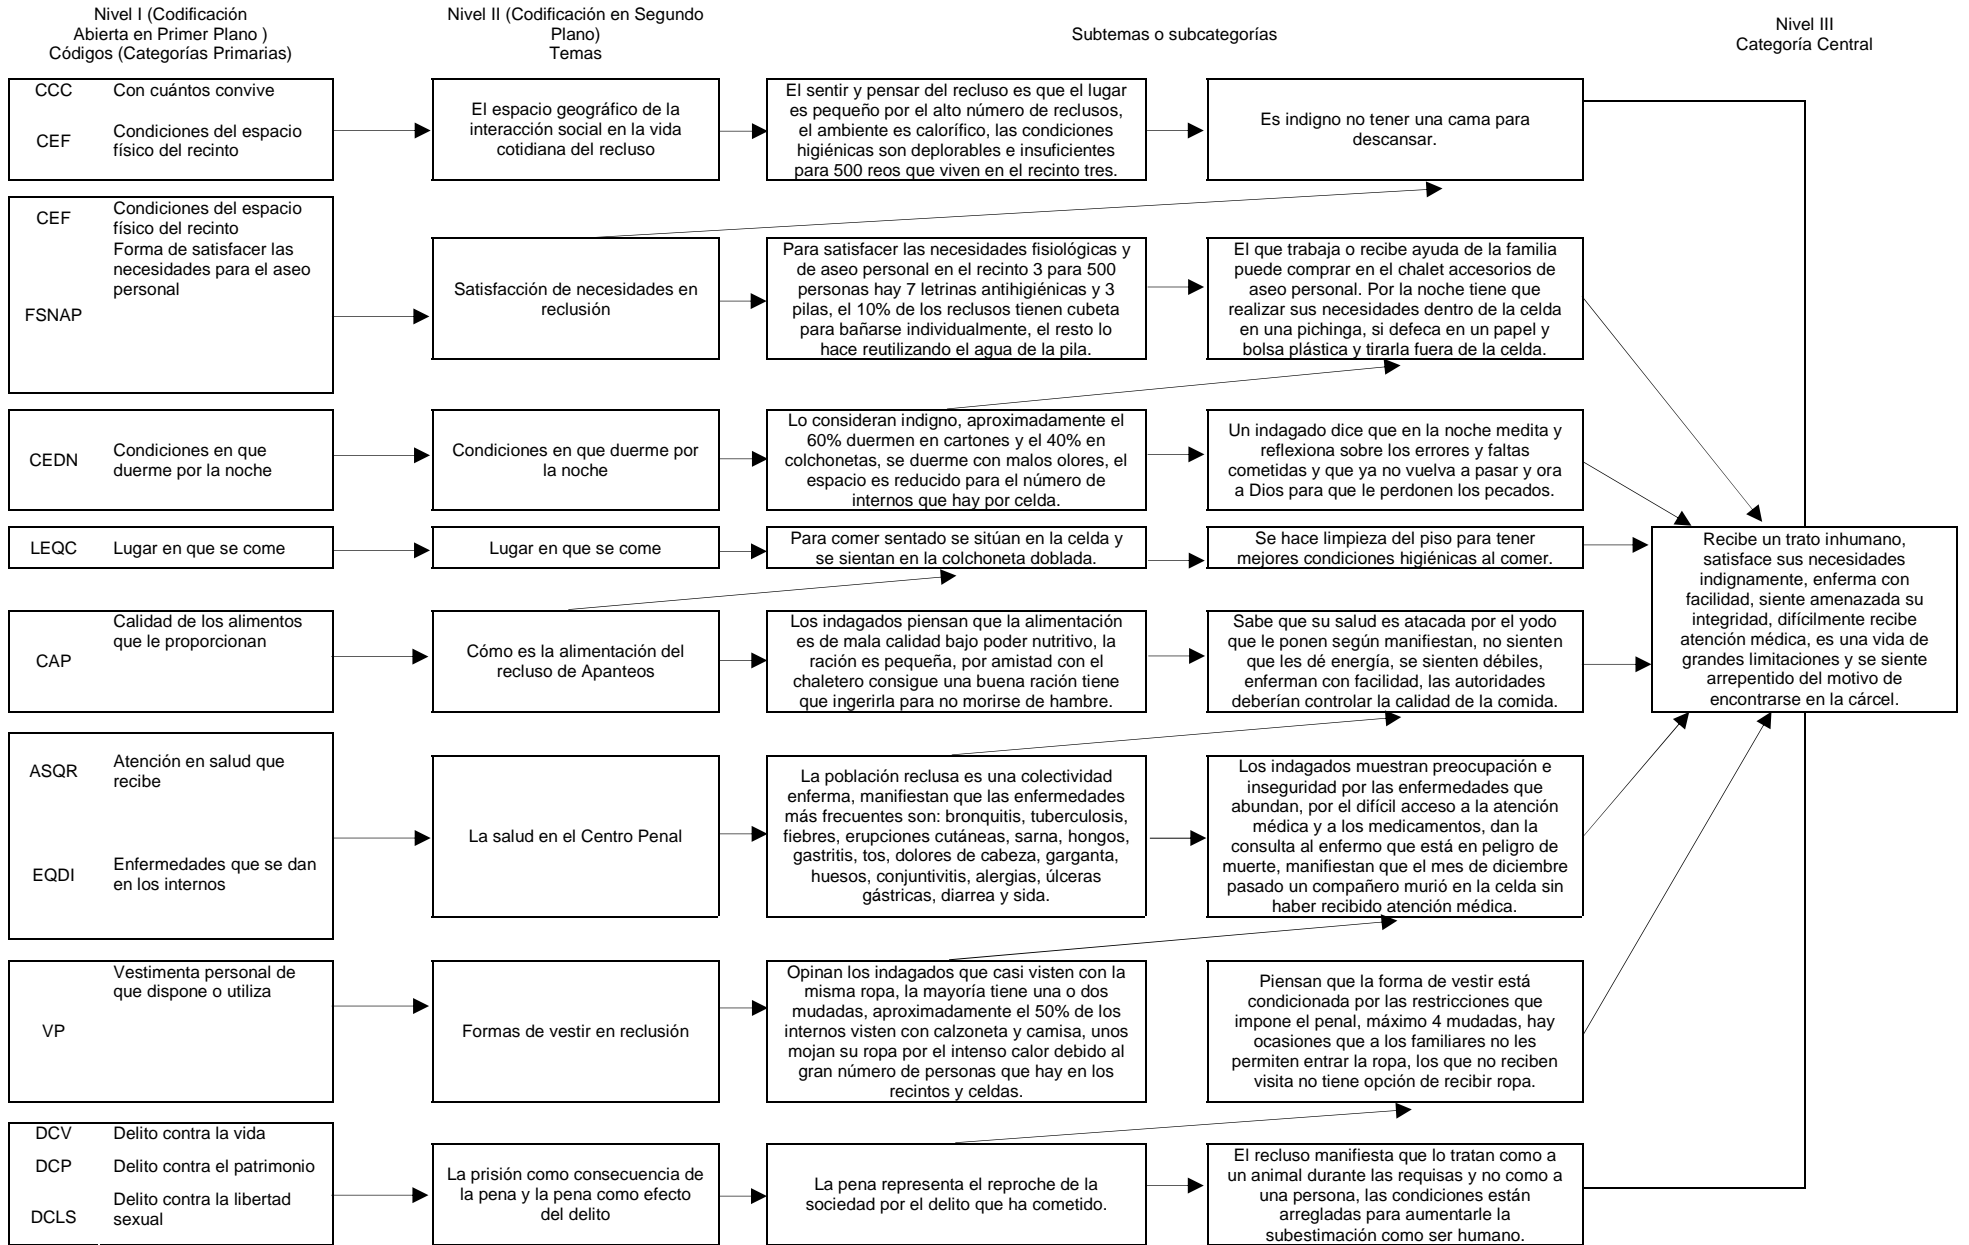 Nivel I (Codificación
Abierta en Primer Plano )
Códigos (Categorías Primarias)
Nivel II (Codificación en Segundo
Plano)
Temas
Subtemas o subcategorías
Nivel III
Categoría Central
CCC Con cuántos convive
CEF Condiciones del espacio
físico del recinto
El espacio geográfico de la
interacción social en la vida
cotidiana del recluso
El sentir y pensar del recluso es que el lugar
es pequeño por el alto número de reclusos,
el ambiente es calorífico, las condiciones
higiénicas son deplorables e insuficientes
para 500 reos que viven en el recinto tres.
Es indigno no tener una cama para
descansar.
CEF Condiciones del espacio
físico del recinto
Forma de satisfacer las
necesidades para el aseo
personal
FSNAP
Satisfacción de necesidades en
reclusión
Para satisfacer las necesidades fisiológicas y
de aseo personal en el recinto 3 para 500
personas hay 7 letrinas antihigiénicas y 3
pilas, el 10% de los reclusos tienen cubeta
para bañarse individualmente, el resto lo
hace reutilizando el agua de la pila.
El que trabaja o recibe ayuda de la familia
puede comprar en el chalet accesorios de
aseo personal. Por la noche tiene que
realizar sus necesidades dentro de la celda
en una pichinga, si defeca en un papel y
bolsa plástica y tirarla fuera de la celda.
CEDN Condiciones en que
duerme por la noche
Condiciones en que duerme por
la noche
Lo consideran indigno, aproximadamente el
60% duermen en cartones y el 40% en
colchonetas, se duerme con malos olores, el
espacio es reducido para el número de
internos que hay por celda.
Un indagado dice que en la noche medita y
reflexiona sobre los errores y faltas
cometidas y que ya no vuelva a pasar y ora
a Dios para que le perdonen los pecados.
LEQC Lugar en que se come
Lugar en que se come
Para comer sentado se sitúan en la celda y
se sientan en la colchoneta doblada.
Se hace limpieza del piso para tener
mejores condiciones higiénicas al comer.
Recibe un trato inhumano,
satisface sus necesidades
indignamente, enferma con
facilidad, siente amenazada su
integridad, difícilmente recibe
atención médica, es una vida de
grandes limitaciones y se siente
arrepentido del motivo de
encontrarse en la cárcel.
Calidad de los alimentos
que le proporcionan
CAP
Cómo es la alimentación del
recluso de Apanteos
Los indagados piensan que la alimentación
es de mala calidad bajo poder nutritivo, la
ración es pequeña, por amistad con el
chaletero consigue una buena ración tiene
que ingerirla para no morirse de hambre.
Sabe que su salud es atacada por el yodo
que le ponen según manifiestan, no sienten
que les dé energía, se sienten débiles,
enferman con facilidad, las autoridades
deberían controlar la calidad de la comida.
ASQR Atención en salud que
recibe
EQDI Enfermedades que se dan
en los internos
La salud en el Centro Penal
La población reclusa es una colectividad
enferma, manifiestan que las enfermedades
más frecuentes son: bronquitis, tuberculosis,
fiebres, erupciones cutáneas, sarna, hongos,
gastritis, tos, dolores de cabeza, garganta,
huesos, conjuntivitis, alergias, úlceras
gástricas, diarrea y sida.
Los indagados muestran preocupación e
inseguridad por las enfermedades que
abundan, por el difícil acceso a la atención
médica y a los medicamentos, dan la
consulta al enfermo que está en peligro de
muerte, manifiestan que el mes de diciembre
pasado un compañero murió en la celda sin
haber recibido atención médica.
Vestimenta personal de
que dispone o utiliza
VP
Formas de vestir en reclusión
Opinan los indagados que casi visten con la
misma ropa, la mayoría tiene una o dos
mudadas, aproximadamente el 50% de los
internos visten con calzoneta y camisa, unos
mojan su ropa por el intenso calor debido al
gran número de personas que hay en los
recintos y celdas.
Piensan que la forma de vestir está
condicionada por las restricciones que
impone el penal, máximo 4 mudadas, hay
ocasiones que a los familiares no les
permiten entrar la ropa, los que no reciben
visita no tiene opción de recibir ropa.
DCV Delito contra la vida
DCP Delito contra el patrimonio
DCLS Delito contra la libertad
sexual
La prisión como consecuencia de
la pena y la pena como efecto
del delito
La pena representa el reproche de la
sociedad por el delito que ha cometido.
El recluso manifiesta que lo tratan como a
un animal durante las requisas y no como a
una persona, las condiciones están
arregladas para aumentarle la
subestimación como ser humano.